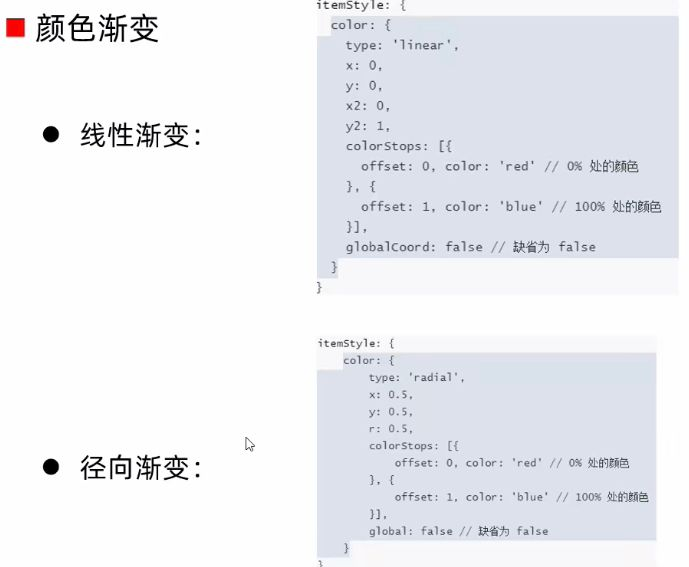 颜色渐变
线性渐变：
itemStyle: {
color: {
type: 'linear',
x: 0,
y: 0,
x2: 0,
y2: 1,
colorStops: [{
offset: 0, color: 'red' // 0% 处的颜色
}, {
offset: 1, color: 'blue' // 100% 处的颜色
}],
globalCoord: false // 缺省为 false
}
}
径向渐变：
itemStyle: {
color: {
type: 'radial',
x: 0.5,
y: 0.5,
r: 0.5,
colorStops: [{
offset: 0, color: 'red' // 0% 处的颜色
}, {
offset: 1, color: 'blue' // 100% 处的颜色
}],
global: false // 缺省为 false
}
}